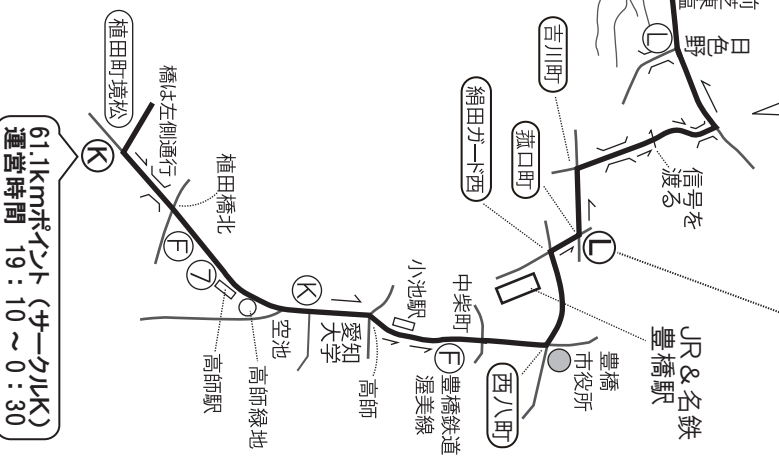 日色野
Ⓛ
吉川町
絹田ガード西
菰口町
信号を
渡る
Ⓛ
植田町境松
橋は左側通行
植田橋北
Ⓚ
61.1kmポイント（サークルK）
運営時間 19：10～0：30
Ⓕ
⑦
Ⓚ
高師駅
高師緑地
空池
愛知
大学
高師
小池駅
中柴町
Ⓕ
豊橋鉄道
渥美線
西八町
豊橋
市役所
JR＆名鉄
豊橋駅